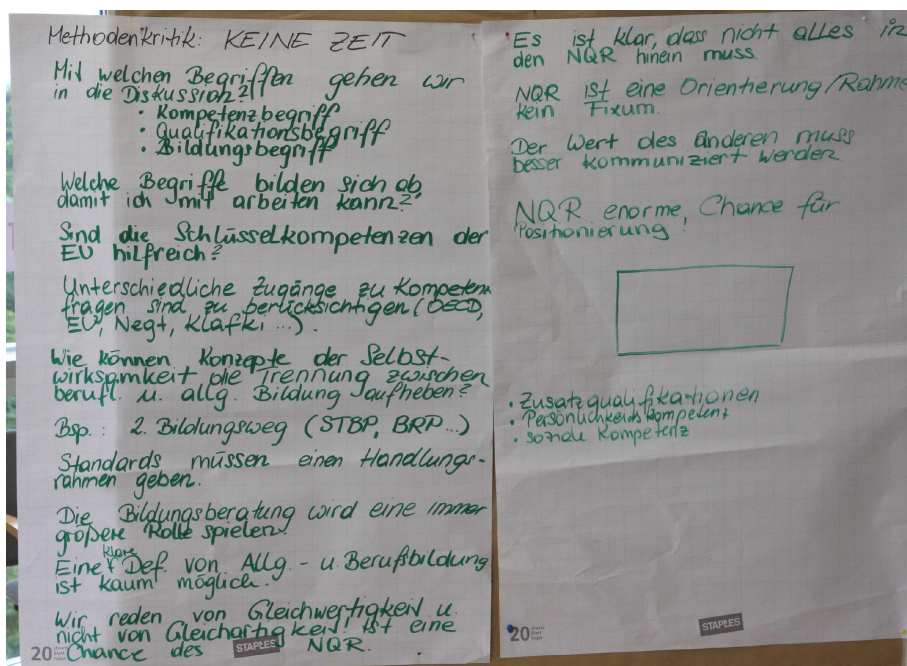 Methodenkritik: KEINE ZEIT
Mit welchen Begriffen gehen wir
in die Diskussion?
• Kompetenzbegriff
• Qualifikationsbegriff
• Bildungsbegriff
Welche Begriffe bilden sich ab,
damit ich mit arbeiten kann?
Sind die Schlüsselkompetenzen der
EU hilfreich?
Unterschiedliche Zugänge zu Kompetenz
fragen sind zu berücksichtigen (OECD,
EU, Negt, Klafki ...).
Wie können Konzepte der Selbst-
wirksamkeit die Trennung zwischen
berufl. u. allg. Bildung aufheben?
Bsp.: 2. Bildungsweg (STBP, BRP...)
Standards müssen einen Handlungs-
rahmen geben.
Die Bildungsberatung wird eine immer
größere Rolle spielen.
klare
Eine Def. von Allg.- u. Berufsbildung
ist kaum möglich.
Wir reden von Gleichwertigkeit u.
nicht von Gleichartigkeit. ist eine
Chance des NQR.
20
STAPLES
Es ist klar, dass nicht alles in
den NQR hinein muss.
NQR ist eine Orientierung/Rahme
kein Fixum.
Der Wert des anderen muss
besser kommuniziert werden.
NQR enorme Chance für
Positionierung!
• Zusatzqualifikationen
• Persönlichkeitskompetenz
• soziale Kompetenz
20
STAPLES